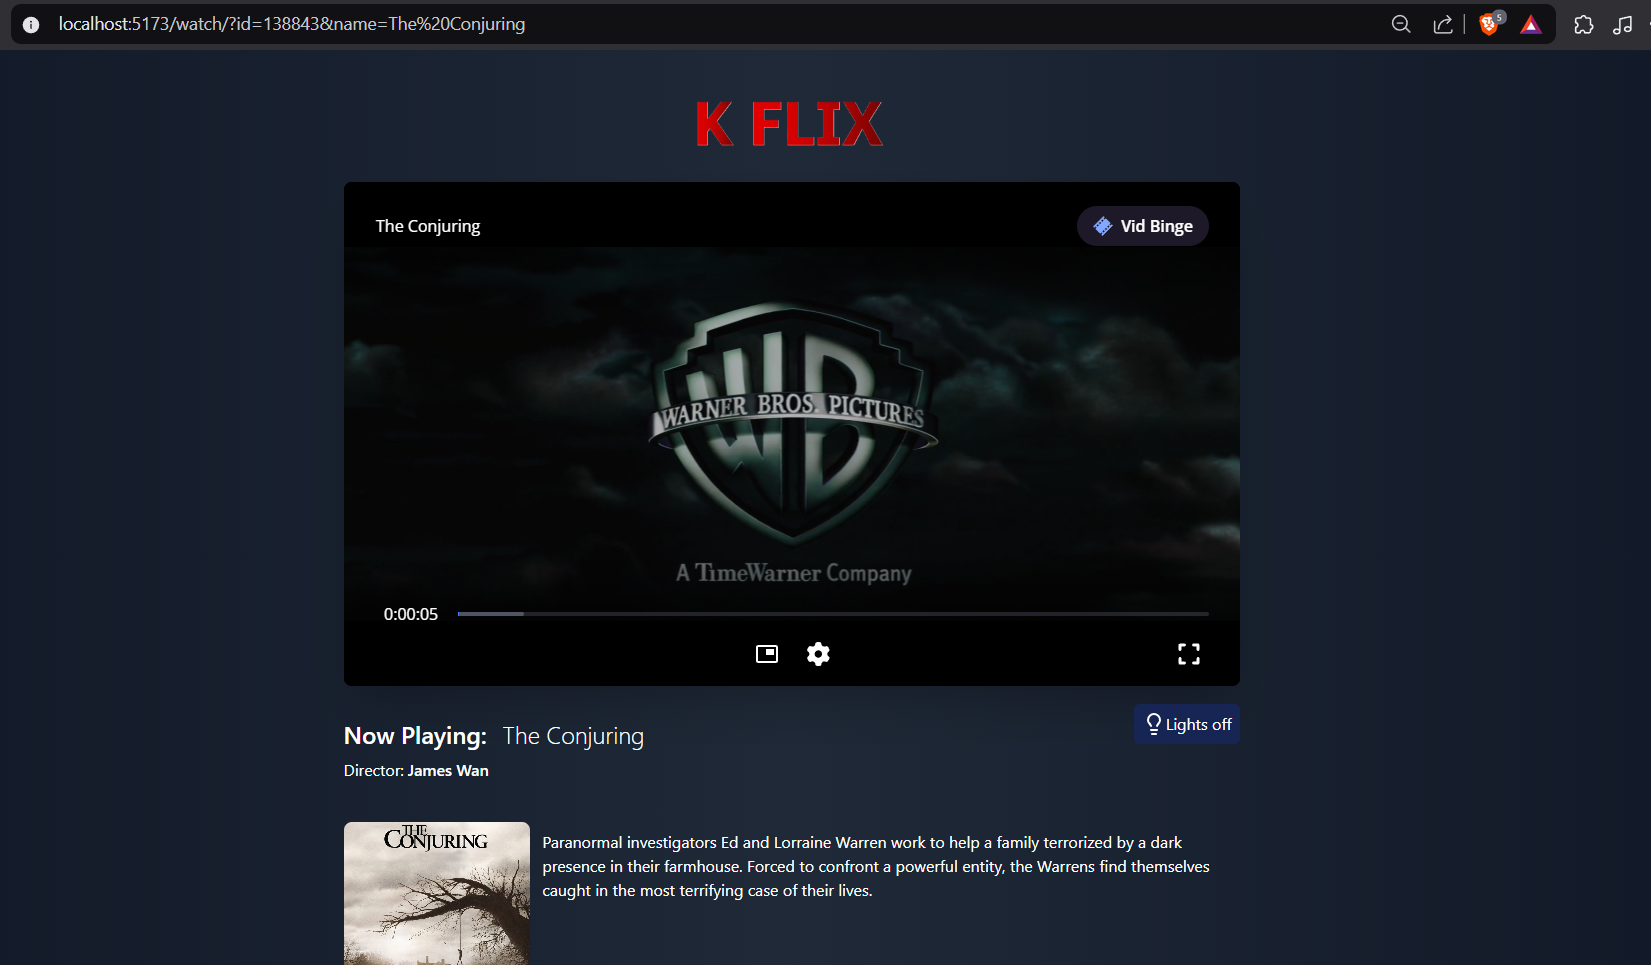 localhost:5173/watch/?id=138843&name=The%20Conjuring
5
K FLIX
The Conjuring
Vid Binge
WARNER BROS. PICTURES
A TimeWarner Company
0:00:05
Now Playing: The Conjuring
Lights off
Director: James Wan
THE
CONJURING
Paranormal investigators Ed and Lorraine Warren work to help a family terrorized by a dark
presence in their farmhouse. Forced to confront a powerful entity, the Warrens find themselves
caught in the most terrifying case of their lives.